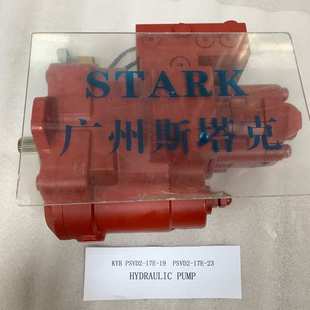 STARK
广州斯塔克
KYB PSVD2-17E-19 PSVD2-17E-23
HYDRAULIC PUMP